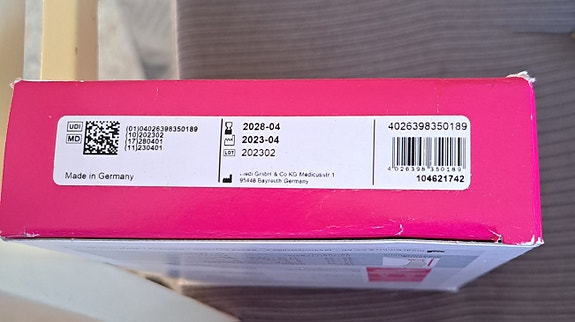 UDI
MD
(01)04026398350189
(10)202302
(17)280401
(11)230401
2028-04
2023-04
LOT 202302
medi GmbH & Co KG Medicusstr 1
95448 Bayreuth Germany
Made in Germany
4026398350189
4 026398 350189
104621742